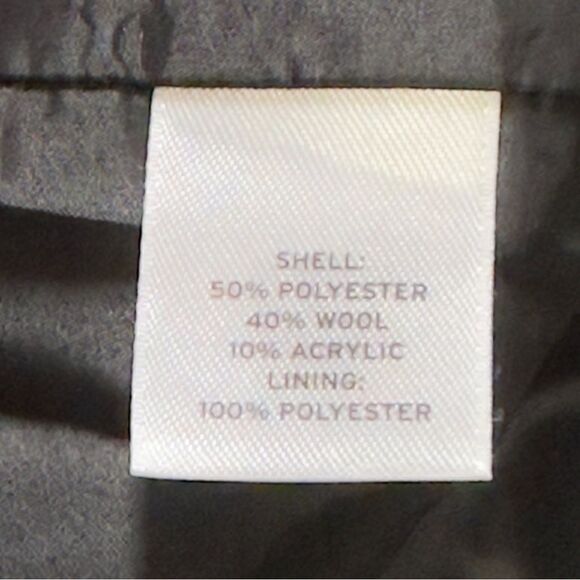 SHELL:
50% POLYESTER
40% WOOL
10% ACRYLIC
LINING:
100% POLYESTER